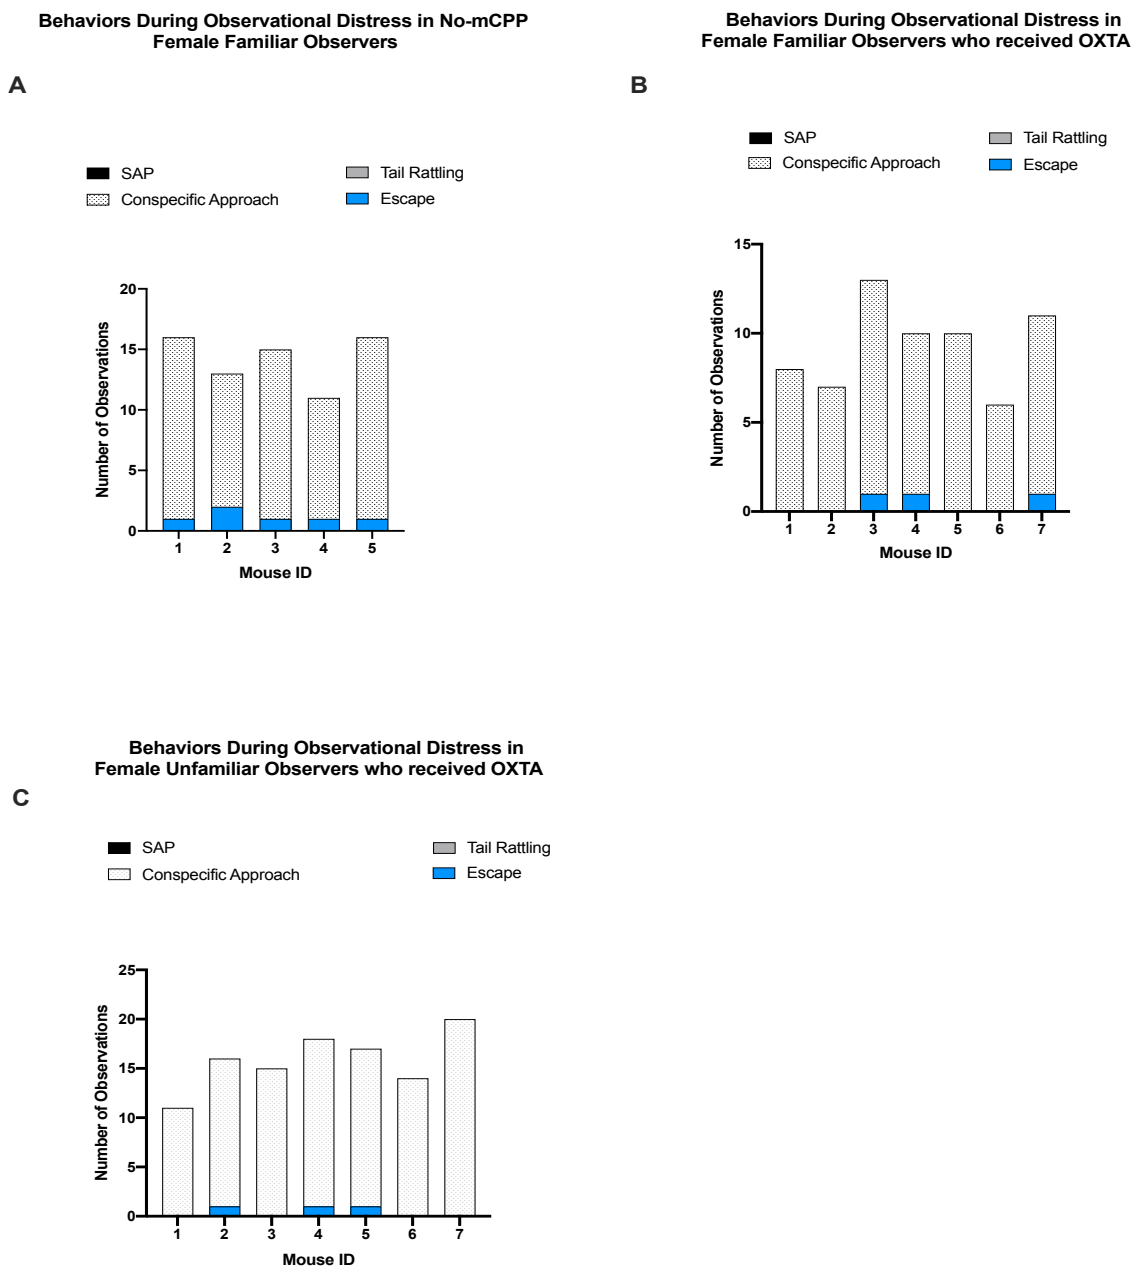 Behaviors During Observational Distress in No-mCPP
Female Familiar Observers
A
SAP
Tail Rattling
Conspecific Approach
Escape
20
15
10
5
0
Number of Observations
1 2 3 4 5
Mouse ID
Behaviors During Observational Distress in
Female Familiar Observers who received OXTA
B
SAP
Tail Rattling
Conspecific Approach
Escape
15
10
5
0
Number of Observations
1 2 3 4 5 6 7
Mouse ID
Behaviors During Observational Distress in
Female Unfamiliar Observers who received OXTA
C
SAP
Tail Rattling
Conspecific Approach
Escape
25
20
15
10
5
0
Number of Observations
1 2 3 4 5 6 7
Mouse ID